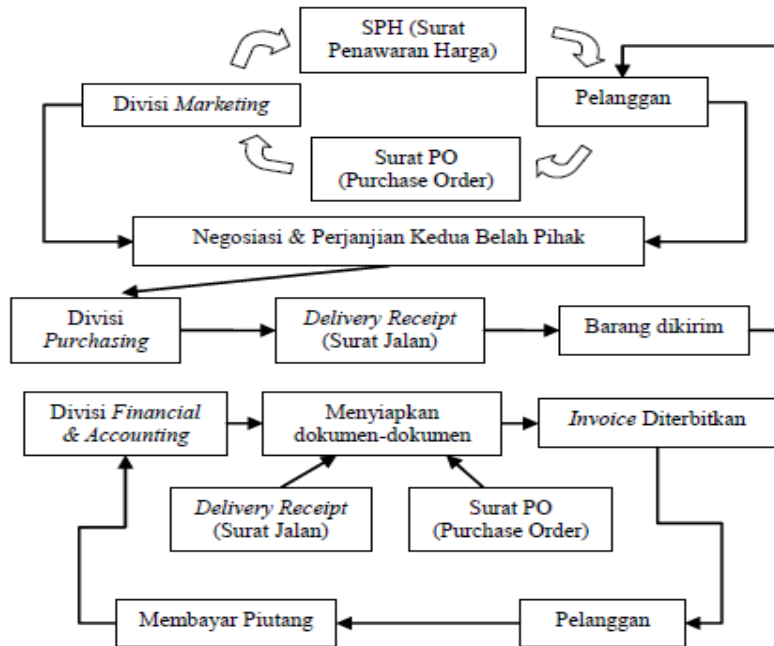 SPH (Surat
Penawaran Harga)
Divisi Marketing
Pelanggan
Surat PO
(Purchase Order)
Negosiasi & Perjanjian Kedua Belah Pihak
Divisi
Purchasing
Delivery Receipt
(Surat Jalan)
Barang dikirim
Divisi Financial
& Accounting
Menyiapkan
dokumen-dokumen
Invoice Diterbitkan
Delivery Receipt
(Surat Jalan)
Surat PO
(Purchase Order)
Membayar Piutang
Pelanggan